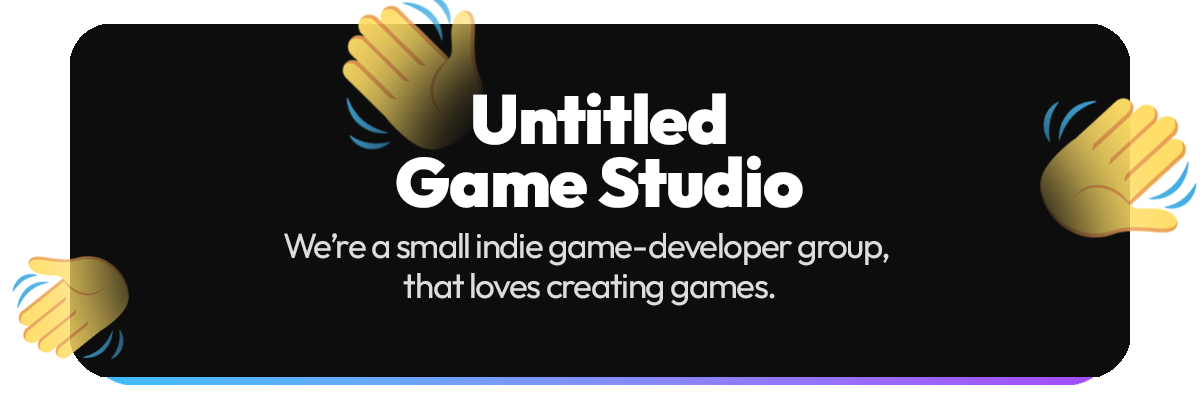 Untitled
Game Studio
We’re a small indie game-developer group,
that loves creating games.